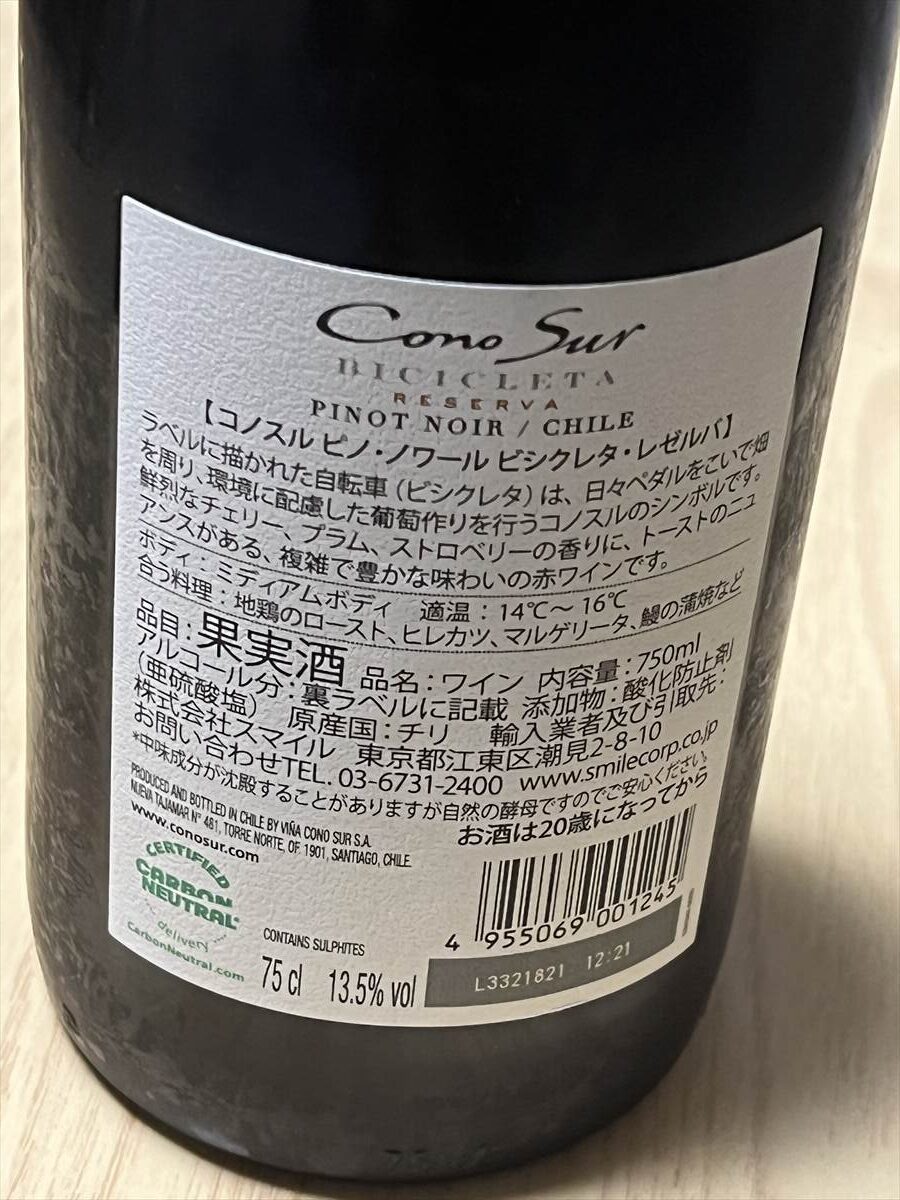 Cono Sur
BICICLETA
RESERVA
PINOT NOIR / CHILE
【コノスル ピノ・ノワール ビシクレタ・レゼルバ】
ラベルに描かれた自転車（ビシクレタ）は、日々ペダルをこいで畑
を周り、環境に配慮した葡萄作りを行うコノスルのシンボルです。
鮮烈なチェリー、プラム、ストロベリーの香りに、トーストのニュ
アンスがある、複雑で豊かな味わいの赤ワインです。
ボディ：ミディアムボディ 適温：14℃～16℃
合う料理：地鶏のロースト、ヒレカツ、マルゲリータ、鰻の蒲焼など
品目：果実酒 品名：ワイン 内容量：750ml
アルコール分：裏ラベルに記載 添加物：酸化防止剤
（亜硫酸塩） 原産国：チリ 輸入業者及び引取先：
株式会社スマイル 東京都江東区潮見2-8-10
お問い合わせTEL. 03-6731-2400 www.smilecorp.co.jp
*中味成分が沈殿することがありますが自然の酵母ですのでご安心ください。
お酒は20歳になってから
PRODUCED AND BOTTLED IN CHILE BY VIÑA CONO SUR S.A.
NUEVA TAJAMAR N° 481, TORRE NORTE, OF. 1901, SANTIAGO, CHILE.
www.conosur.com
CERTIFIED
CARBON
NEUTRAL
delivery
CarbonNeutral.com
CONTAINS SULPHITES
75 cl 13.5% vol
4 955069 001245
L3321821 12:21